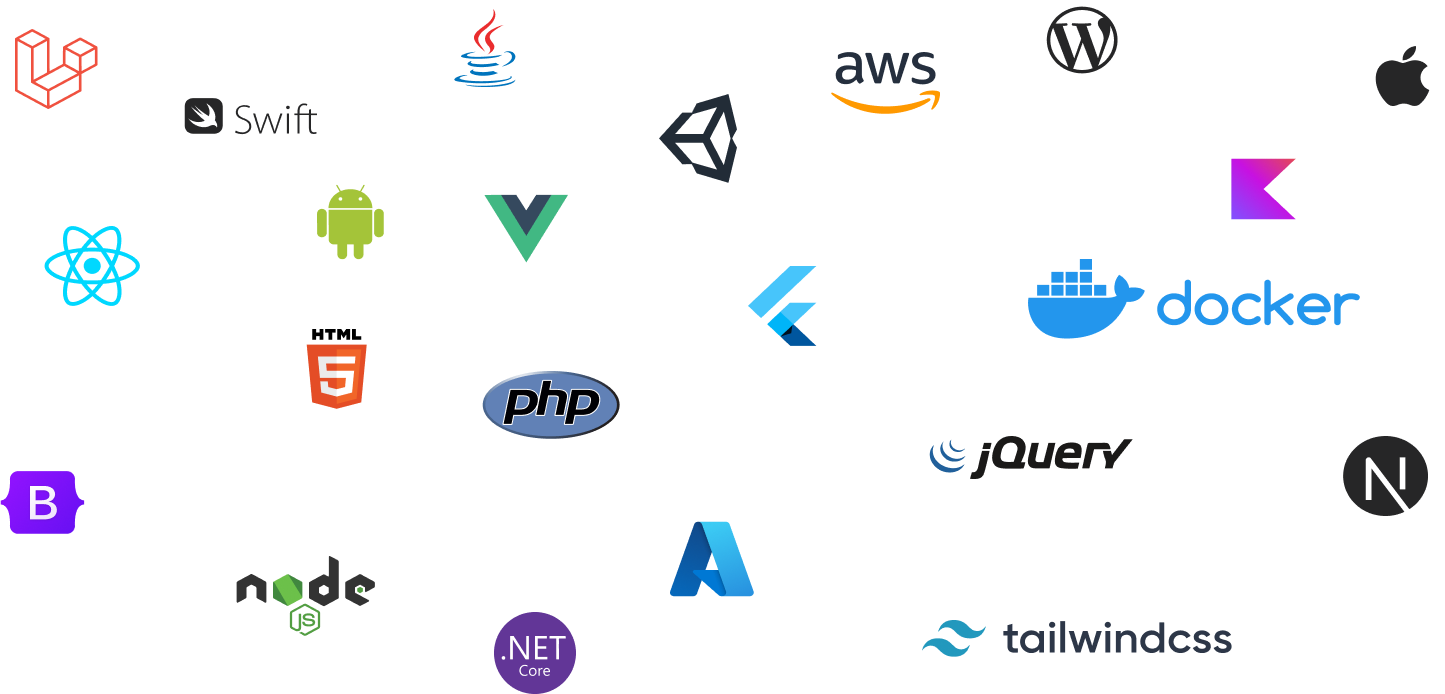 aws
W
Swift
docker
HTML
5
php
jQuery
N
B
node
JS
.NET
Core
tailwindcss